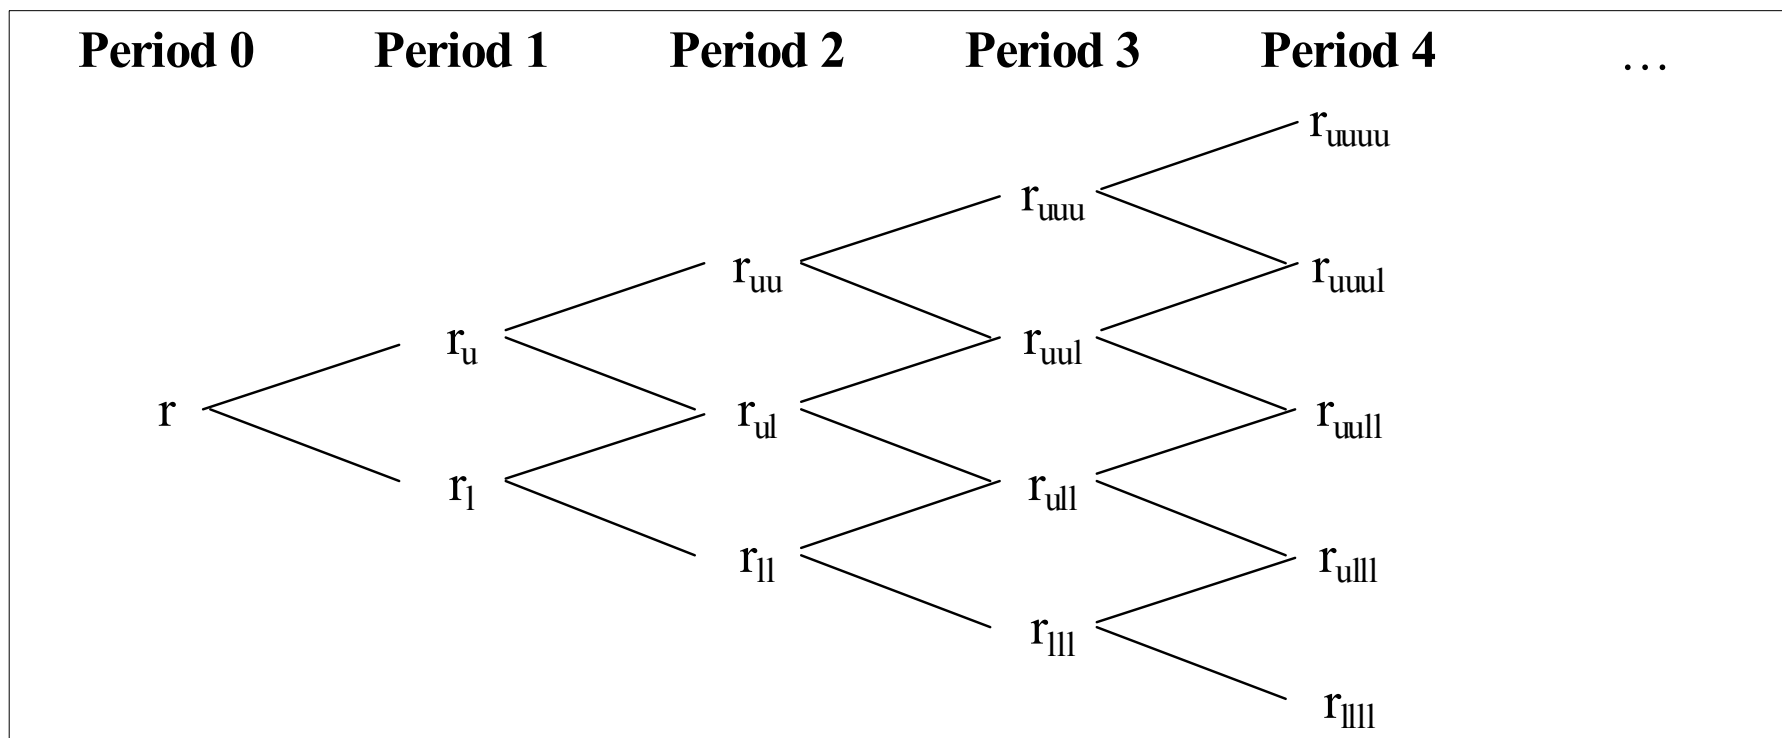 Period 0 Period 1 Period 2 Period 3 Period 4 ...
r_uuuu
r_uuu
r_uu r_uuul
r_u r_uul
r r_ul r_uull
r_l r_ull
r_ll r_ulll
r_lll
r_llll